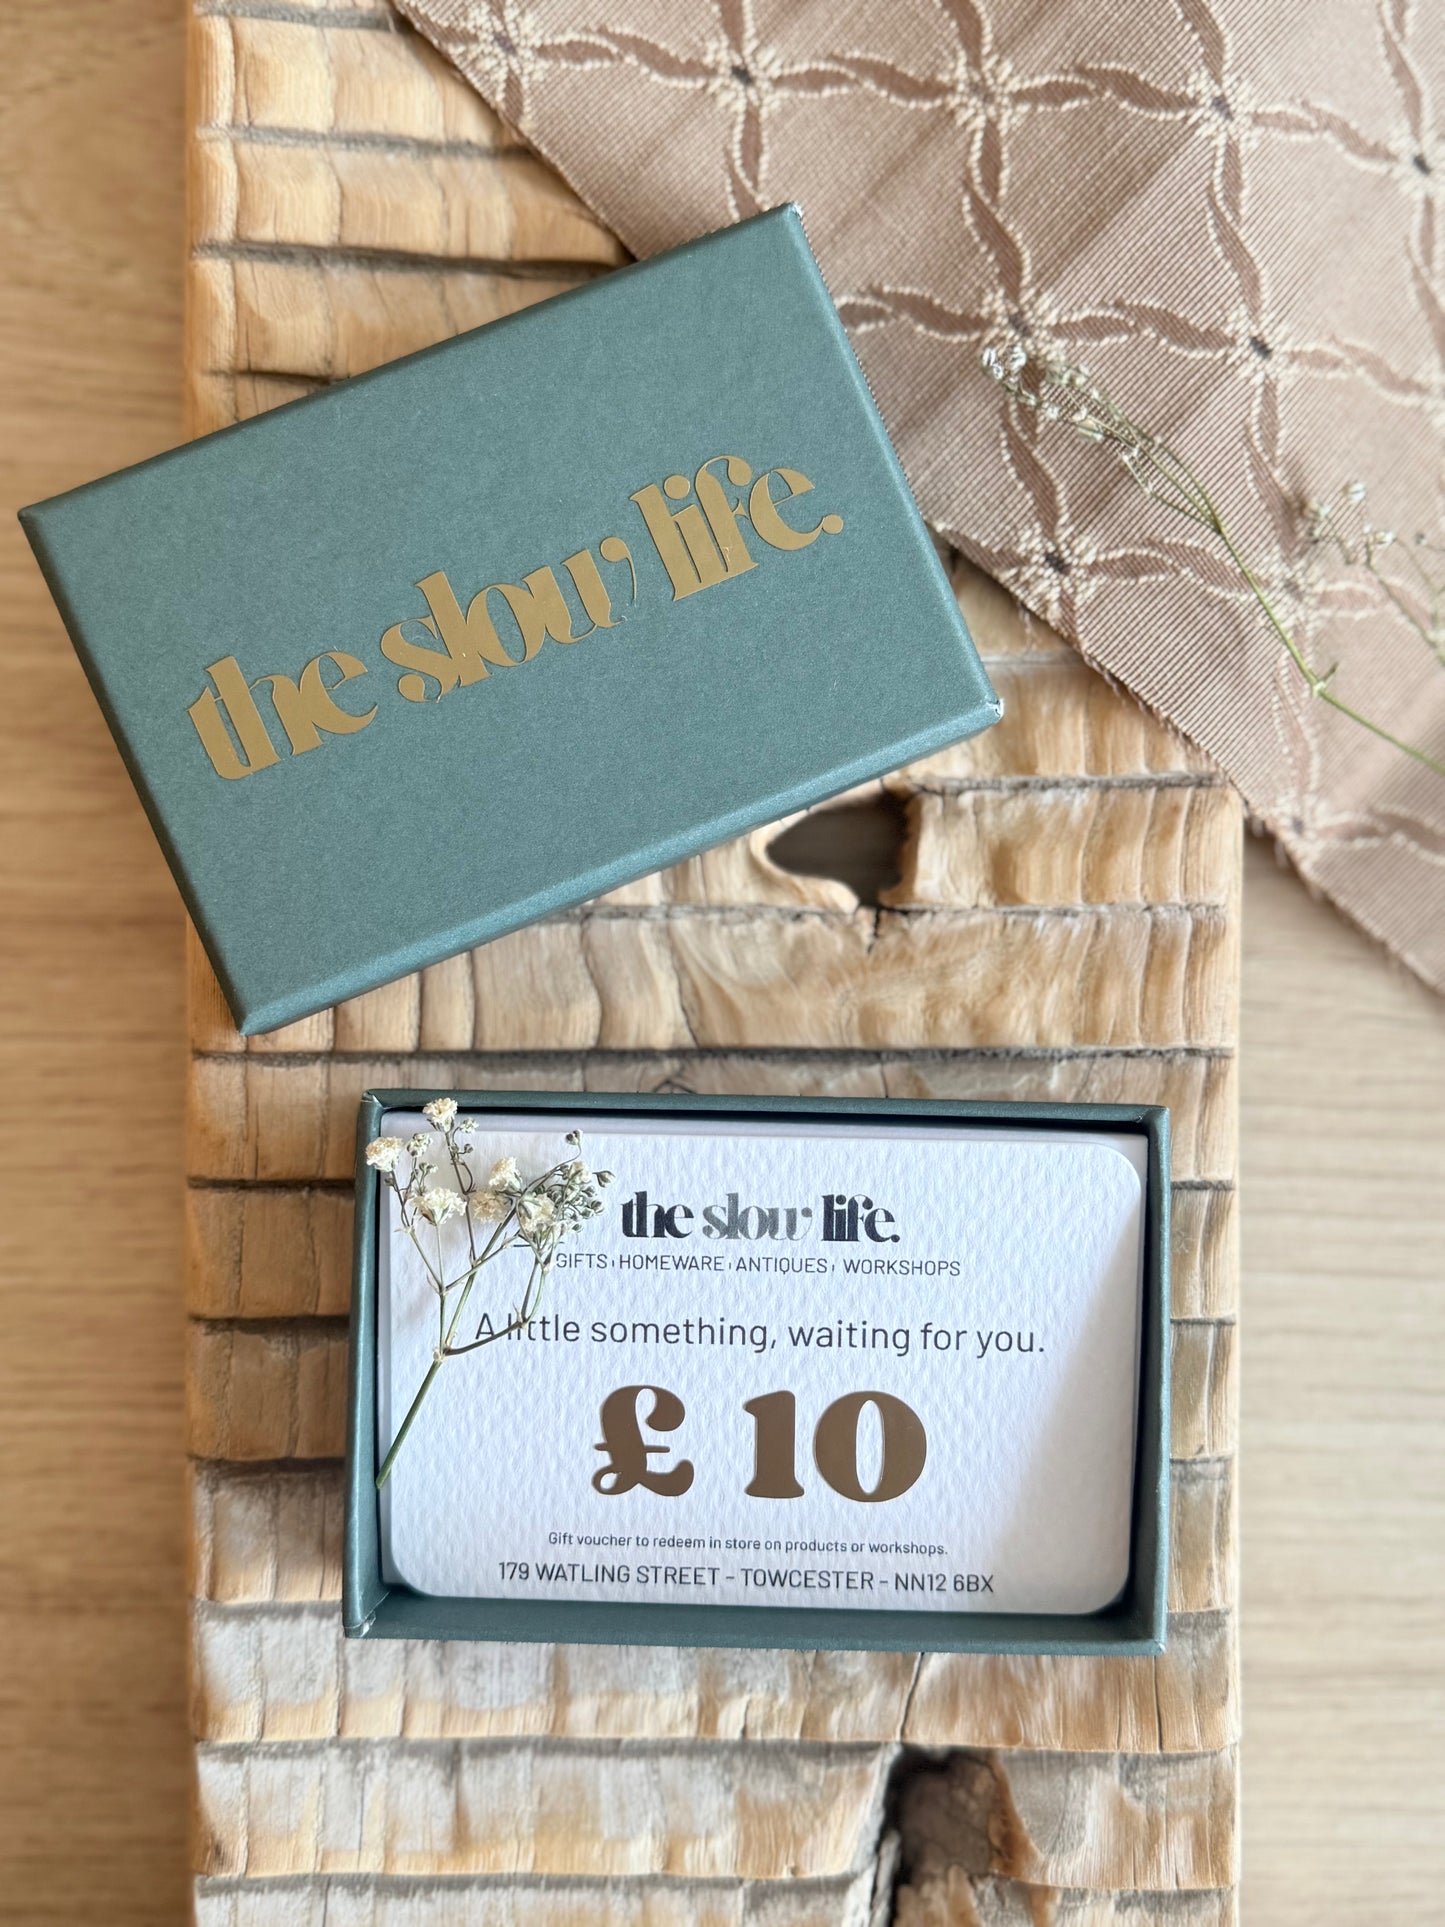 the slow life.
the slow life.
GIFTS | HOMEWARE | ANTIQUES | WORKSHOPS
A little something, waiting for you.
£ 10
Gift voucher to redeem in store on products or workshops.
179 WATLING STREET - TOWCESTER - NN12 6BX